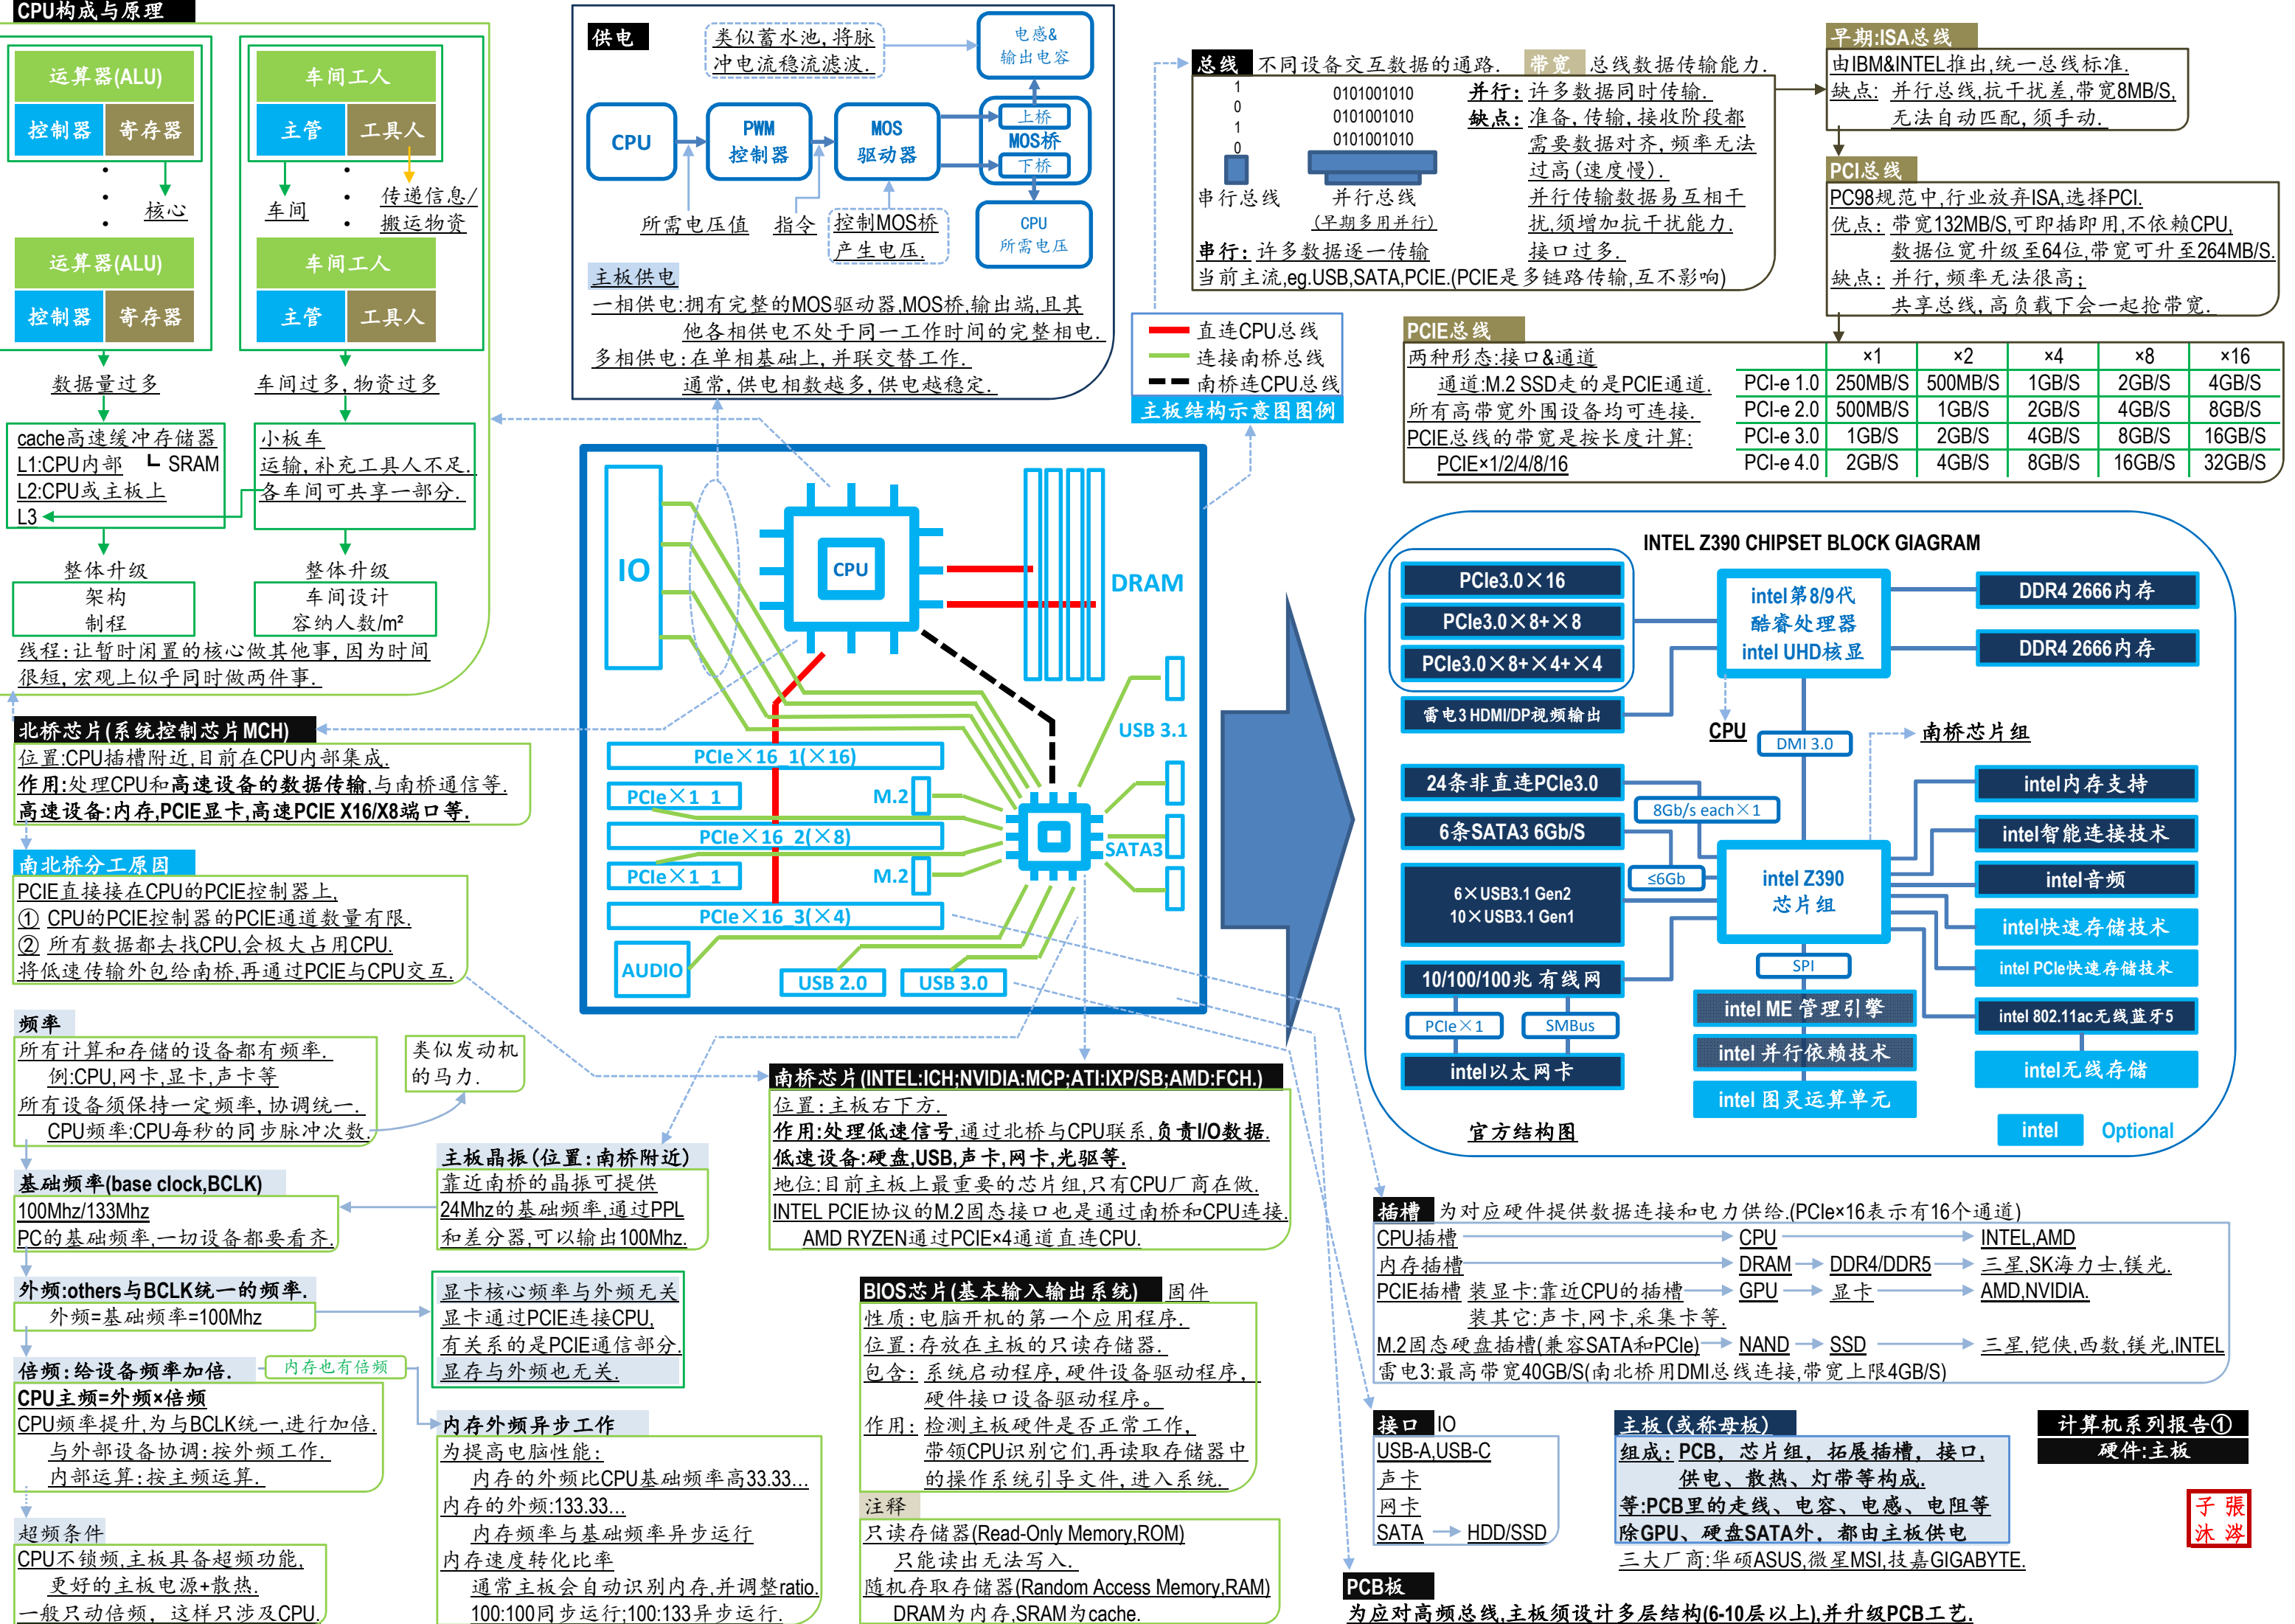 CPU构成与原理
运算器(ALU)
控制器 寄存器
核心
运算器(ALU)
控制器 寄存器
车间工人
主管 工具人
车间
传递信息/
搬运物资
车间工人
主管 工具人
数据量过多
车间过多,物资过多
cache高速缓冲存储器
L1:CPU内部 ┗ SRAM
L2:CPU或主板上
L3
小板车
运输,补充工具人不足.
各车间可共享一部分.
整体升级
架构
制程
整体升级
车间设计
容纳人数/m²
线程:让暂时闲置的核心做其他事,因为时间
很短,宏观上似乎同时做两件事.
北桥芯片(系统控制芯片MCH)
位置:CPU插槽附近,目前在CPU内部集成.
作用:处理CPU和高速设备的数据传输,与南桥通信等.
高速设备:内存,PCIE显卡,高速PCIE X16/X8端口等.
南北桥分工原因
PCIE直接接在CPU的PCIE控制器上,
① CPU的PCIE控制器的PCIE通道数量有限.
② 所有数据都去找CPU,会极大占用CPU.
将低速传输外包给南桥,再通过PCIE与CPU交互.
频率
所有计算和存储的设备都有频率.
例:CPU,网卡,显卡,声卡等
所有设备须保持一定频率,协调统一.
CPU频率:CPU每秒的同步脉冲次数.
类似发动机
的马力.
基础频率(base clock,BCLK)
100Mhz/133Mhz
PC的基础频率,一切设备都要看齐.
外频:others与BCLK统一的频率.
外频=基础频率=100Mhz
倍频:给设备频率加倍.
内存也有倍频
CPU主频=外频×倍频
CPU频率提升,为与BCLK统一,进行加倍.
与外部设备协调:按外频工作.
内部运算:按主频运算.
超频条件
CPU不锁频,主板具备超频功能,
更好的主板电源+散热.
一般只动倍频, 这样只涉及CPU.
供电
类似蓄水池,将脉
冲电流稳流滤波.
电感&
输出电容
CPU
PWM
控制器
MOS
驱动器
上桥
MOS桥
下桥
所需电压值
指令
控制MOS桥
产生电压.
CPU
所需电压
主板供电
一相供电:拥有完整的MOS驱动器,MOS桥,输出端,且其
他各相供电不处于同一工作时间的完整相电.
多相供电:在单相基础上,并联交替工作.
通常,供电相数越多,供电越稳定.
直连CPU总线
连接南桥总线
南桥连CPU总线
主板结构示意图图例
IO
CPU
DRAM
USB 3.1
PCIe×16_1(×16)
PCIe×1_1
M.2
PCIe×16_2(×8)
SATA3
PCIe×1_1
M.2
PCIe×16_3(×4)
AUDIO
USB 2.0
USB 3.0
主板晶振(位置:南桥附近)
靠近南桥的晶振可提供
24Mhz的基础频率,通过PPL
和差分器,可以输出100Mhz.
显卡核心频率与外频无关
显卡通过PCIE连接CPU,
有关系的是PCIE通信部分.
显存与外频也无关.
内存外频异步工作
为提高电脑性能:
内存的外频比CPU基础频率高33.33…
内存的外频:133.33…
内存频率与基础频率异步运行
内存速度转化比率
通常主板会自动识别内存,并调整ratio.
100:100同步运行;100:133异步运行.
南桥芯片(INTEL:ICH;NVIDIA:MCP;ATI:IXP/SB;AMD:FCH.)
位置:主板右下方.
作用:处理低速信号,通过北桥与CPU联系,负责I/O数据.
低速设备:硬盘,USB,声卡,网卡,光驱等.
地位:目前主板上最重要的芯片组,只有CPU厂商在做.
INTEL PCIE协议的M.2固态接口也是通过南桥和CPU连接.
AMD RYZEN通过PCIE×4通道直连CPU.
BIOS芯片(基本输入输出系统) 固件
性质:电脑开机的第一个应用程序.
位置:存放在主板的只读存储器.
包含: 系统启动程序,硬件设备驱动程序,
硬件接口设备驱动程序。
作用: 检测主板硬件是否正常工作,
带领CPU识别它们,再读取存储器中
的操作系统引导文件,进入系统.
注释
只读存储器(Read-Only Memory,ROM)
只能读出无法写入.
随机存取存储器(Random Access Memory,RAM)
DRAM为内存,SRAM为cache.
总线 不同设备交互数据的通路. 带宽 总线数据传输能力.
1
0
1
0
串行总线
0101001010
0101001010
0101001010
并行总线
(早期多用并行)
并行: 许多数据同时传输.
缺点: 准备,传输,接收阶段都
需要数据对齐,频率无法
过高(速度慢).
并行传输数据易互相干
扰,须增加抗干扰能力.
接口过多.
串行: 许多数据逐一传输
当前主流,eg.USB,SATA,PCIE.(PCIE是多链路传输,互不影响)
早期:ISA总线
由IBM&INTEL推出,统一总线标准.
缺点: 并行总线,抗干扰差,带宽8MB/S,
无法自动匹配,须手动.
PCI总线
PC98规范中,行业放弃ISA,选择PCI.
优点: 带宽132MB/S,可即插即用,不依赖CPU,
数据位宽升级至64位,带宽可升至264MB/S.
缺点: 并行,频率无法很高;
共享总线,高负载下会一起抢带宽.
PCIE总线
两种形态:接口&通道
通道:M.2 SSD走的是PCIE通道.
所有高带宽外围设备均可连接.
PCIE总线的带宽是按长度计算:
PCIE×1/2/4/8/16
×1 ×2 ×4 ×8 ×16
PCI-e 1.0 250MB/S 500MB/S 1GB/S 2GB/S 4GB/S
PCI-e 2.0 500MB/S 1GB/S 2GB/S 4GB/S 8GB/S
PCI-e 3.0 1GB/S 2GB/S 4GB/S 8GB/S 16GB/S
PCI-e 4.0 2GB/S 4GB/S 8GB/S 16GB/S 32GB/S
INTEL Z390 CHIPSET BLOCK GIAGRAM
PCIe3.0×16
PCIe3.0×8+×8
PCIe3.0×8+×4+×4
雷电3 HDMI/DP视频输出
intel第8/9代
酷睿处理器
intel UHD核显
DDR4 2666内存
DDR4 2666内存
CPU
DMI 3.0
南桥芯片组
24条非直连PCIe3.0
8Gb/s each×1
6条SATA3 6Gb/S
≤6Gb
6×USB3.1 Gen2
10×USB3.1 Gen1
10/100/100兆 有线网
PCIe×1
SMBus
intel以太网卡
intel Z390
芯片组
SPI
intel ME 管理引擎
intel 并行依赖技术
intel 图灵运算单元
intel内存支持
intel智能连接技术
intel音频
intel快速存储技术
intel PCIe快速存储技术
intel 802.11ac无线蓝牙5
intel无线存储
官方结构图
intel Optional
插槽 为对应硬件提供数据连接和电力供给.(PCIe×16表示有16个通道)
CPU插槽 CPU INTEL,AMD
内存插槽 DRAM DDR4/DDR5 三星,SK海力士,镁光.
PCIE插槽 装显卡:靠近CPU的插槽 GPU 显卡 AMD,NVIDIA.
装其它:声卡,网卡,采集卡等.
M.2固态硬盘插槽(兼容SATA和PCIe) NAND SSD 三星,铠侠,西数,镁光,INTEL
雷电3:最高带宽40GB/S(南北桥用DMI总线连接,带宽上限4GB/S)
接口 IO
USB-A,USB-C
声卡
网卡
SATA HDD/SSD
主板(或称母板)
组成: PCB, 芯片组, 拓展插槽, 接口,
供电、散热、灯带等构成.
等:PCB里的走线、电容、电感、电阻等
除GPU、硬盘SATA外, 都由主板供电
三大厂商:华硕ASUS,微星MSI,技嘉GIGABYTE.
计算机系列报告①
硬件:主板
子 張
沐 涔
PCB板
为应对高频总线,主板须设计多层结构(6-10层以上),并升级PCB工艺.